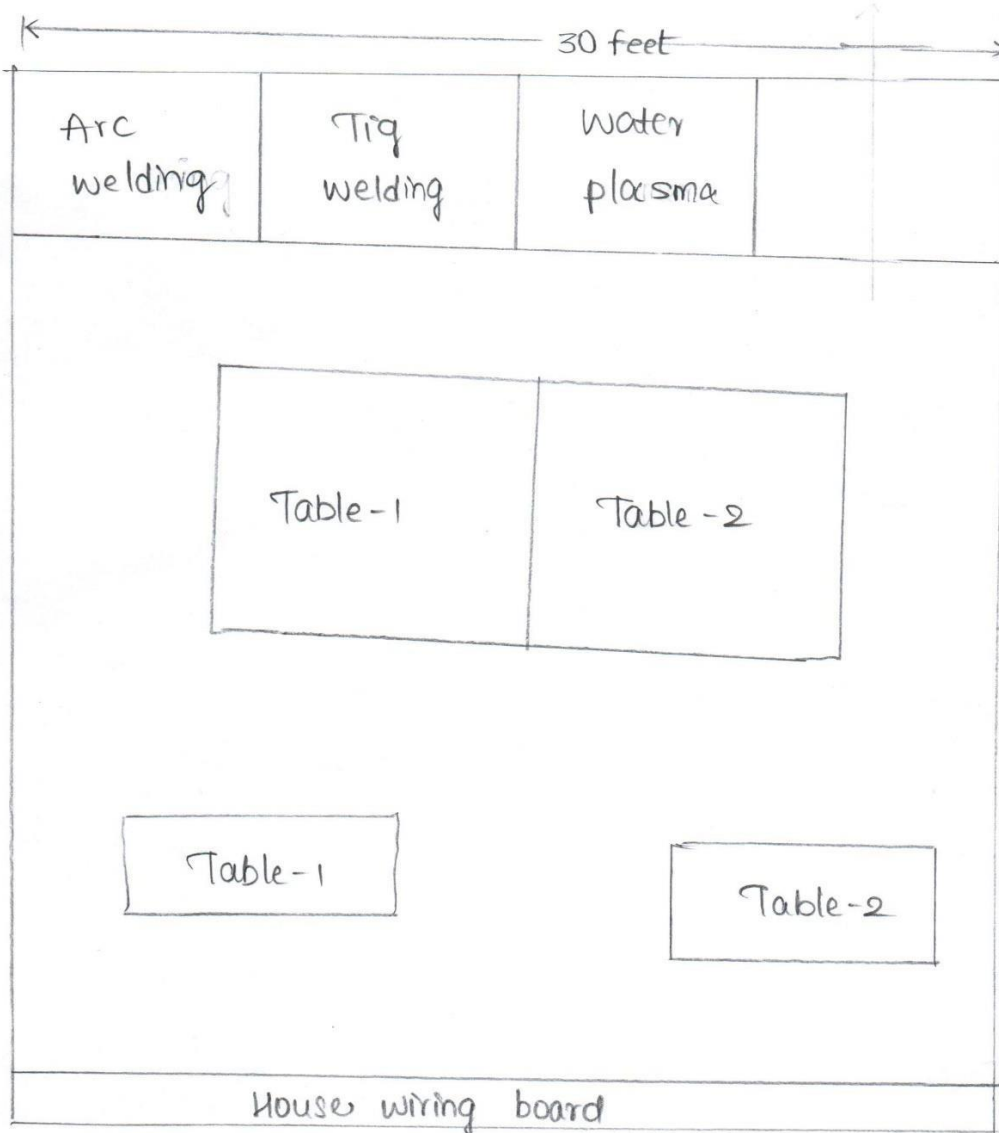 30 feet
Arc
welding
Tig
welding
water
plasma
Table-1
Table-2
Table-1
Table-2
House wiring board